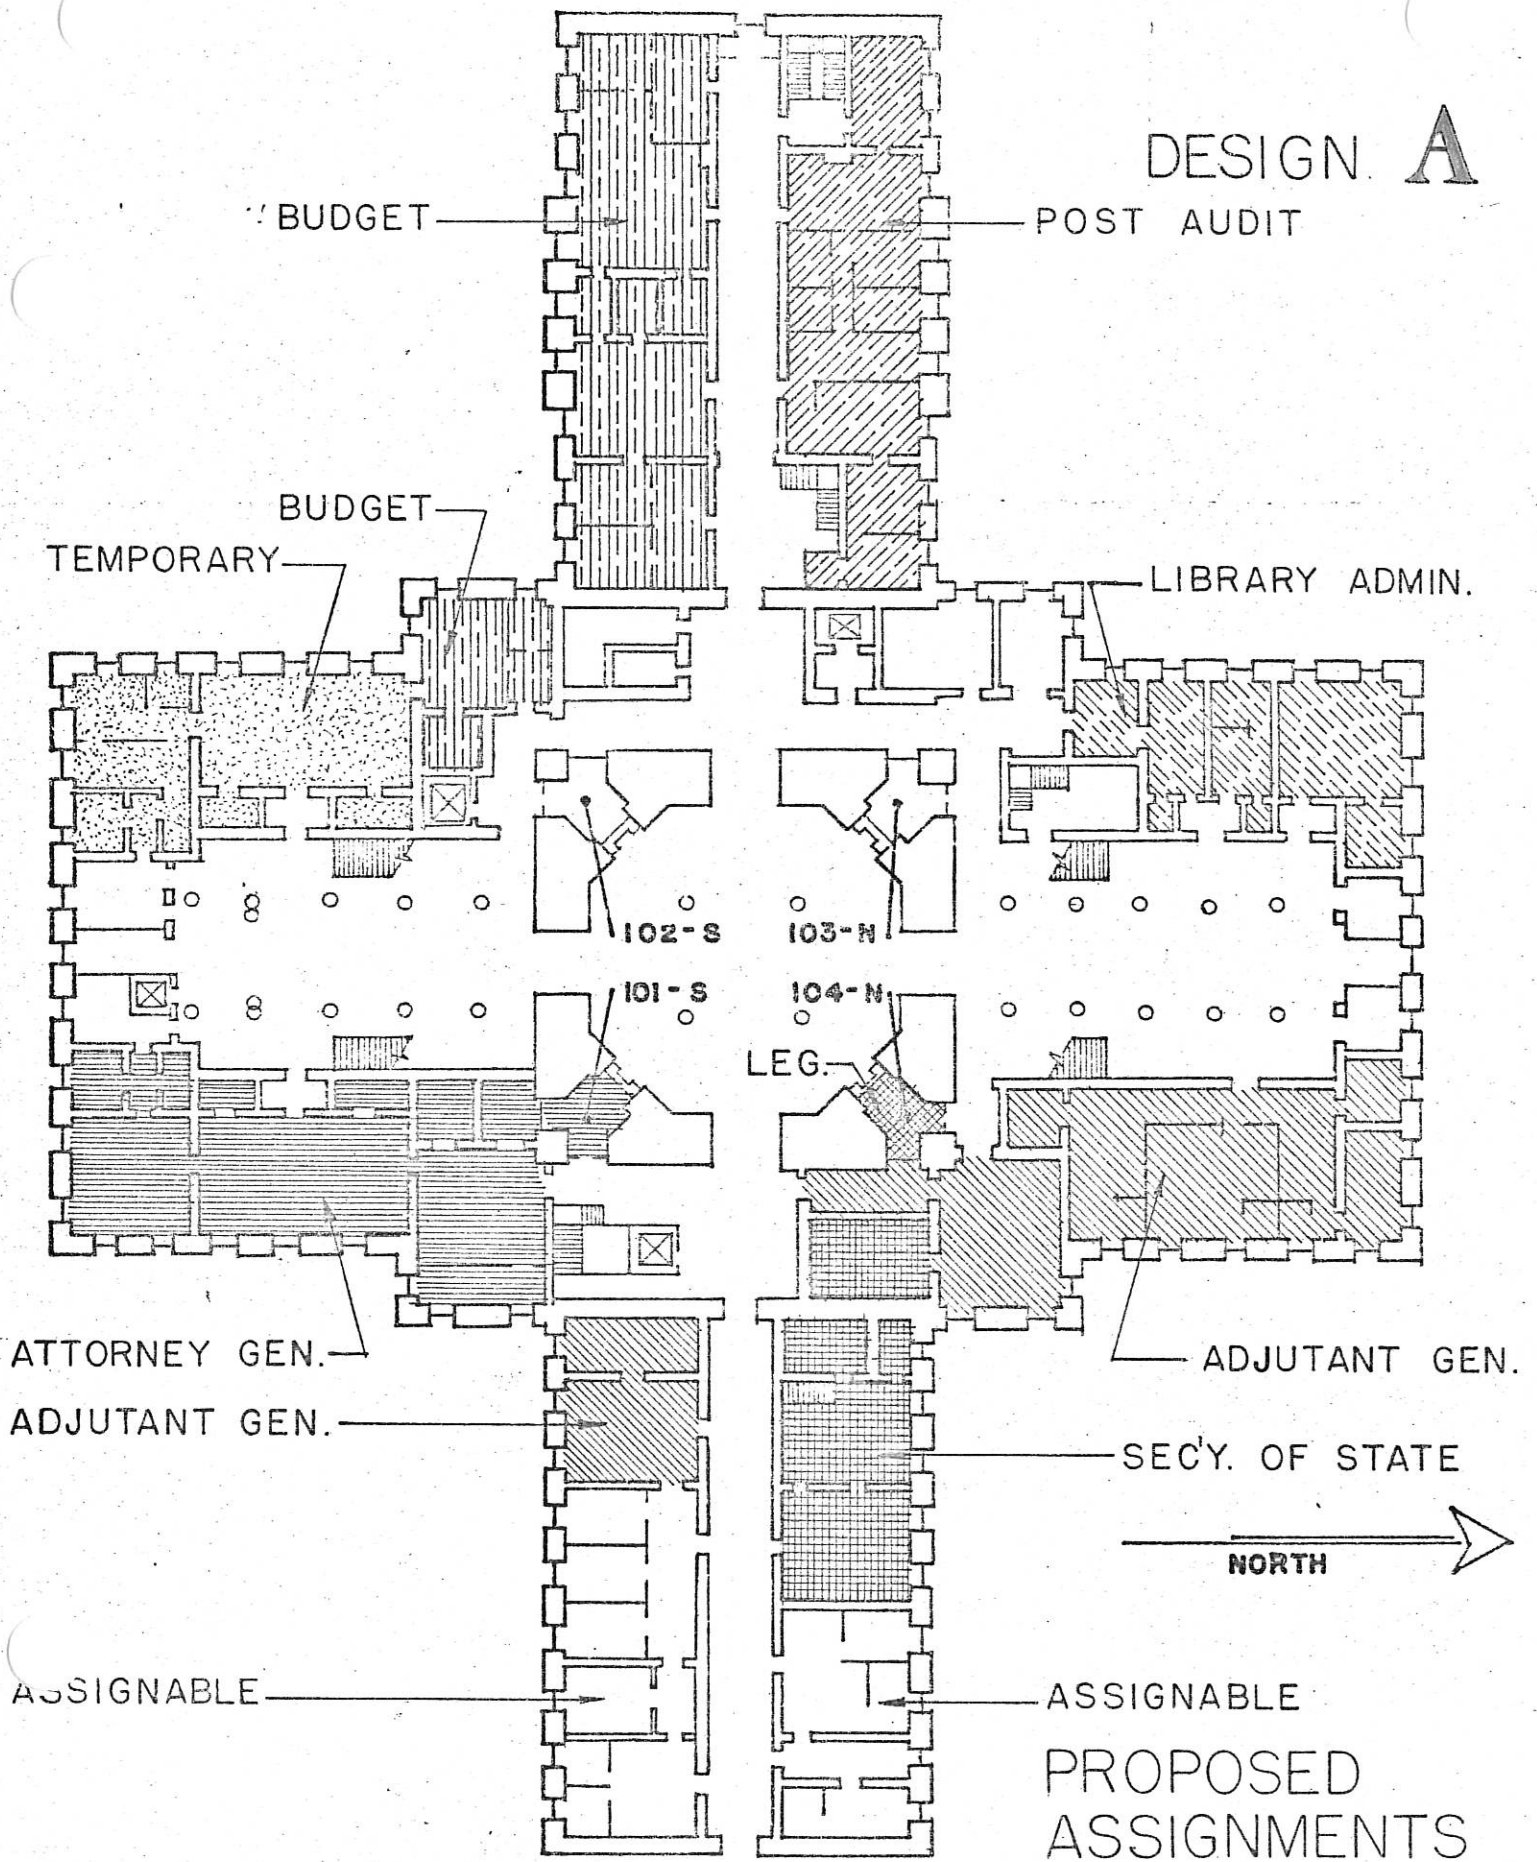 DESIGN A
BUDGET
POST AUDIT
BUDGET
TEMPORARY
LIBRARY ADMIN.
102-S
103-N
101-S
104-N
LEG.
ATTORNEY GEN.
ADJUTANT GEN.
ADJUTANT GEN.
SEC'Y. OF STATE
NORTH
ASSIGNABLE
ASSIGNABLE
PROPOSED
ASSIGNMENTS